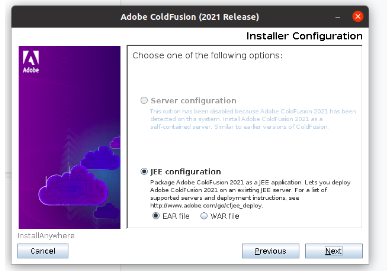 Adobe ColdFusion (2021 Release)
Installer Configuration
Adobe
Choose one of the following options:
Server configuration
This option has been disabled because Adobe ColdFusion 2021 has been
detected on this system. Install Adobe ColdFusion 2021 as a
self-contained server. Similar to earlier versions of ColdFusion
JEE configuration
Package Adobe ColdFusion 2021 as a JEE application. Lets you deploy
Adobe ColdFusion 2021 on an existing JEE server. For a list of
supported servers and deployment instructions, see
http://www.adobe.com/go/cfjee_deploy.
EAR file WAR file
InstallAnywhere
Cancel Previous Next